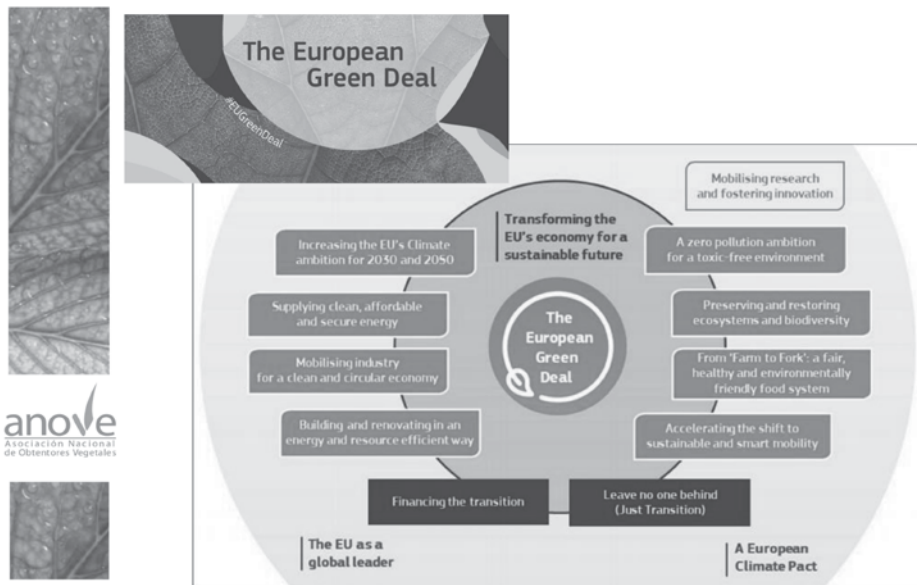 The European
Green Deal
#EUGreenDeal
anove
Asociación Nacional
de Obtentores Vegetales
Mobilising research
and fostering innovation
Transforming the
EU's economy for a
sustainable future
Increasing the EU's Climate
ambition for 2030 and 2050
A zero pollution ambition
for a toxic-free environment
Supplying clean, affordable
and secure energy
Preserving and restoring
ecosystems and biodiversity
The
European
Green
Deal
Mobilising industry
for a clean and circular economy
From 'Farm to Fork': a fair,
healthy and environmentally
friendly food system
Building and renovating in an
energy and resource efficient way
Accelerating the shift to
sustainable and smart mobility
Financing the transition
Leave no one behind
(Just Transition)
The EU as a
global leader
A European
Climate Pact